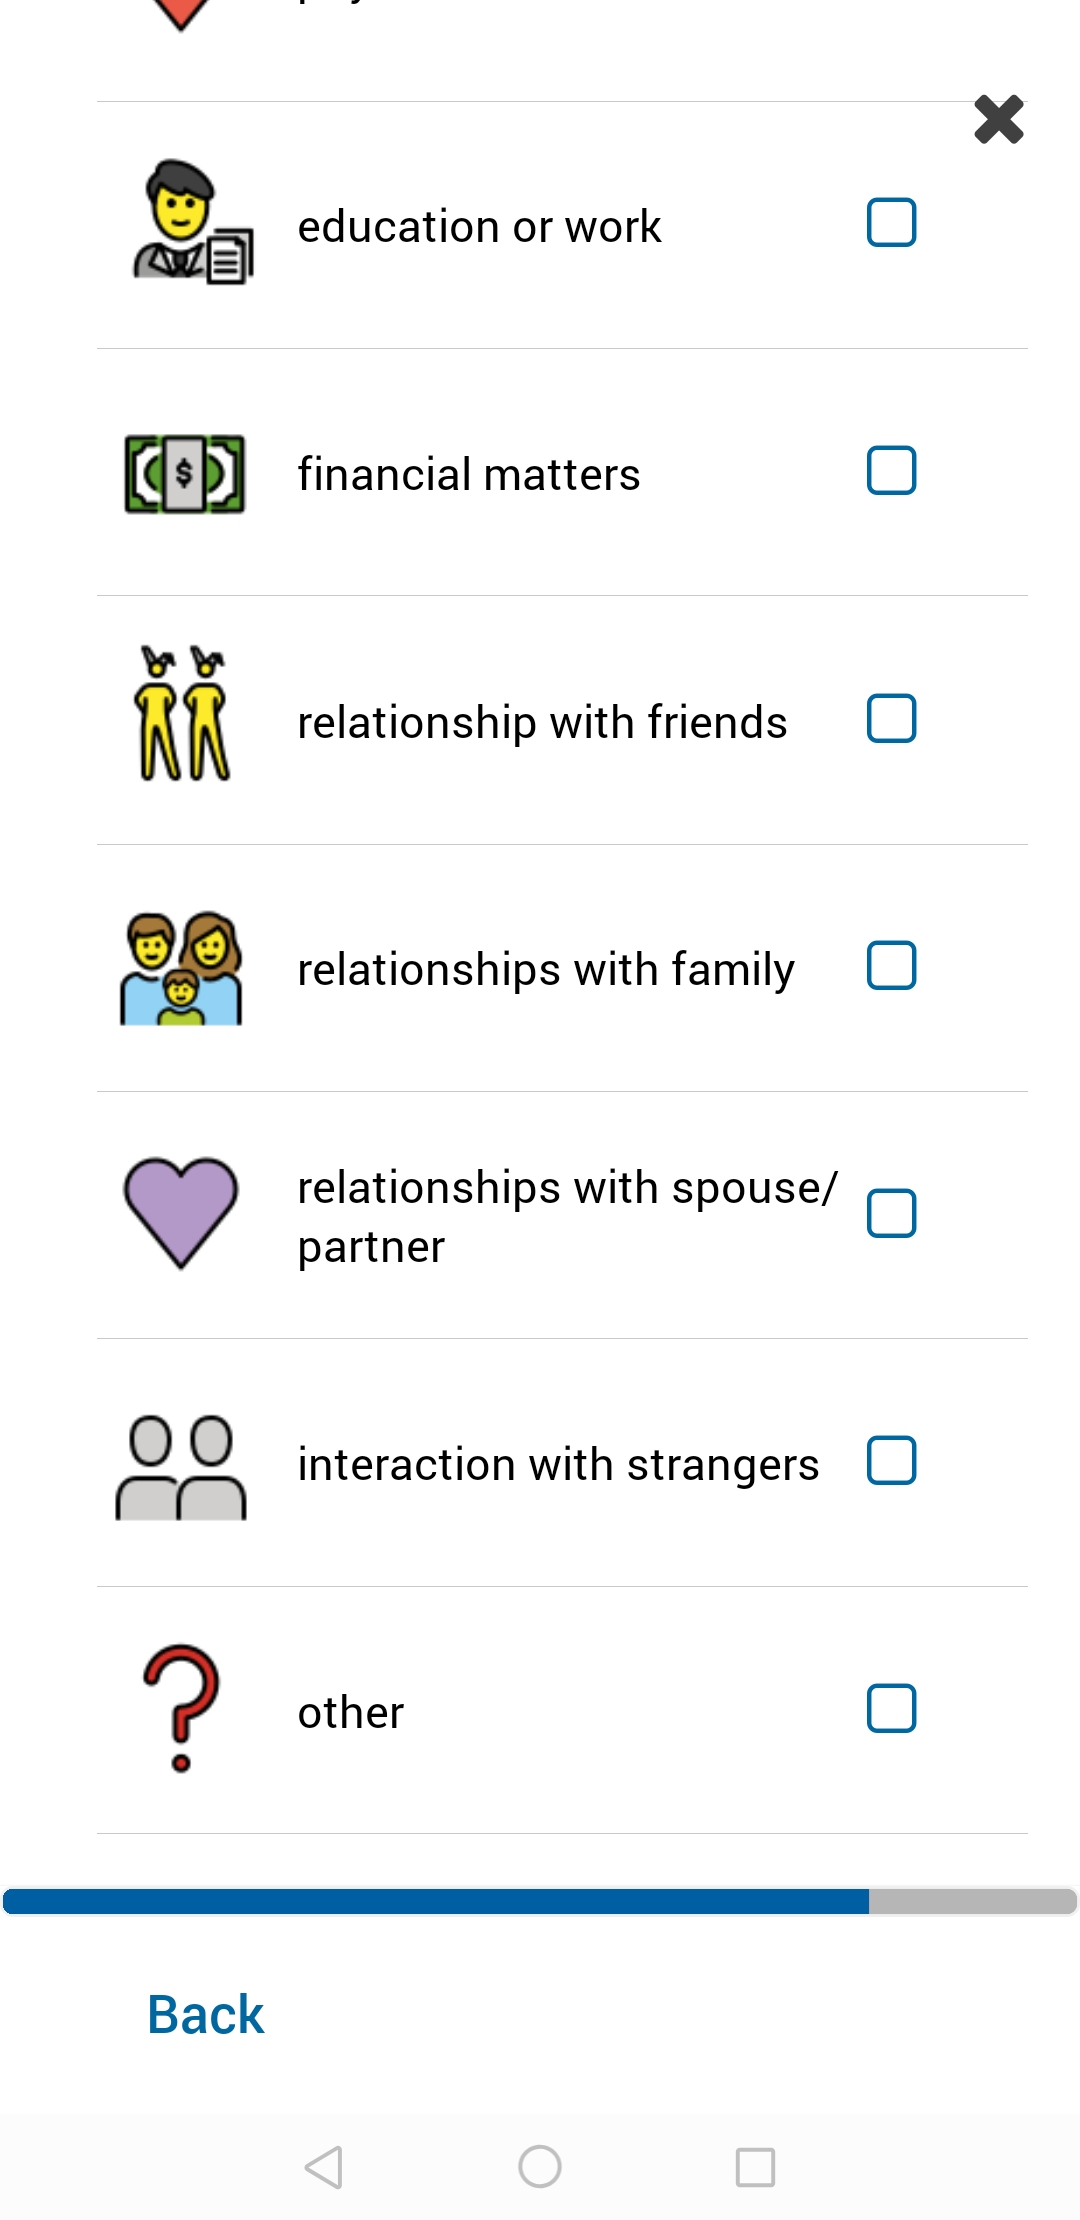 education or work
$
financial matters
relationship with friends
relationships with family
relationships with spouse/
partner
interaction with strangers
other
Back